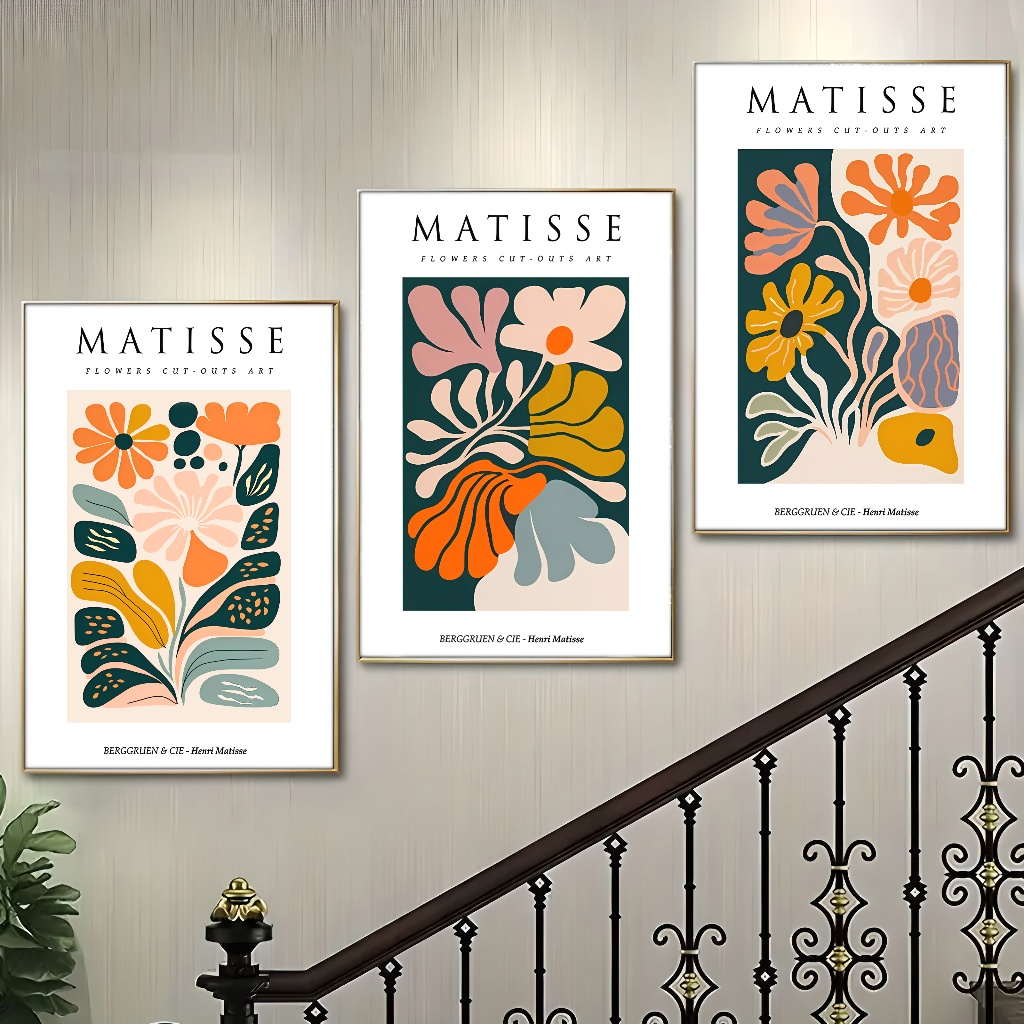 MATISSE
FLOWERS CUT-OUTS ART
BERGGRUEN & CIE - Henri Matisse
MATISSE
FLOWERS CUT-OUTS ART
BERGGRUEN & CIE - Henri Matisse
MATISSE
FLOWERS CUT-OUTS ART
BERGGRUEN & CIE - Henri Matisse